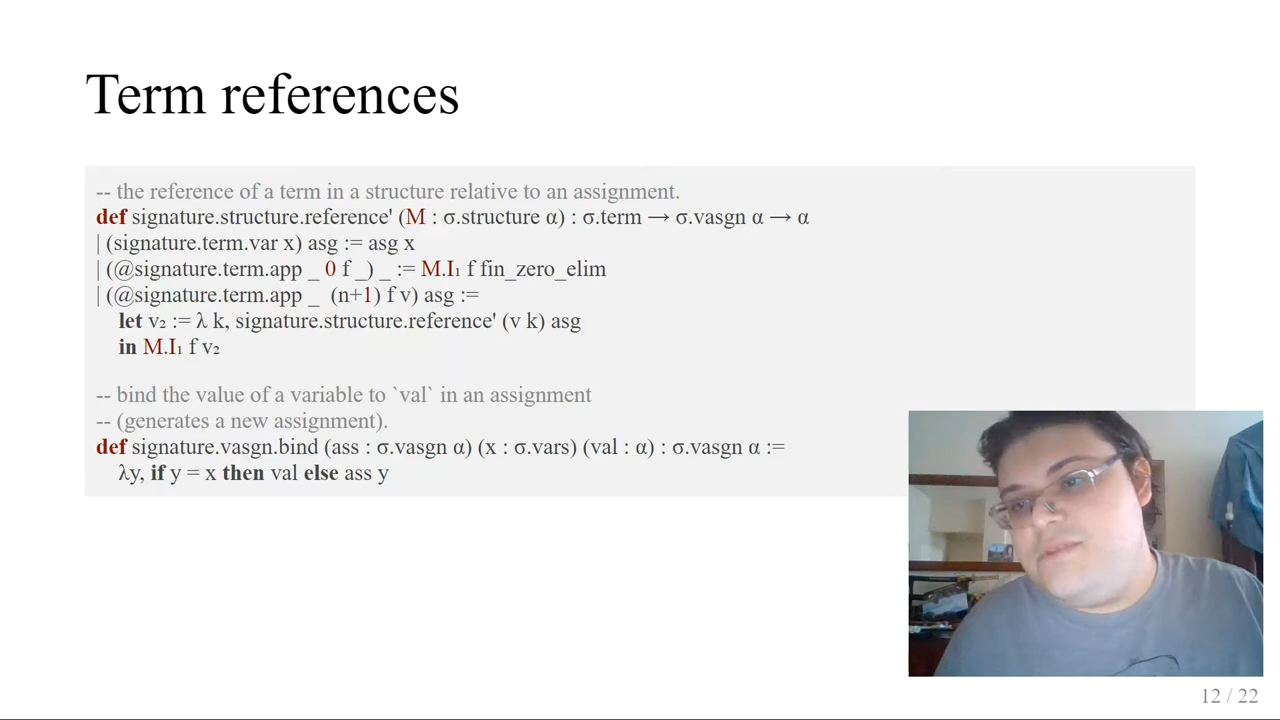 Term references
-- the reference of a term in a structure relative to an assignment.
def signature.structure.reference' (M : σ.structure α) : σ.term → σ.vasgn α → α
| (signature.term.var x) asg := asg x
| (@signature.term.app _ 0 f _) _ := M.I₁ f fin_zero_elim
| (@signature.term.app _ (n+1) f v) asg :=
let v₂ := λ k, signature.structure.reference' (v k) asg
in M.I₁ f v₂
-- bind the value of a variable to `val` in an assignment
-- (generates a new assignment).
def signature.vasgn.bind (ass : σ.vasgn α) (x : σ.vars) (val : α) : σ.vasgn α :=
λy, if y = x then val else ass y
12 / 22